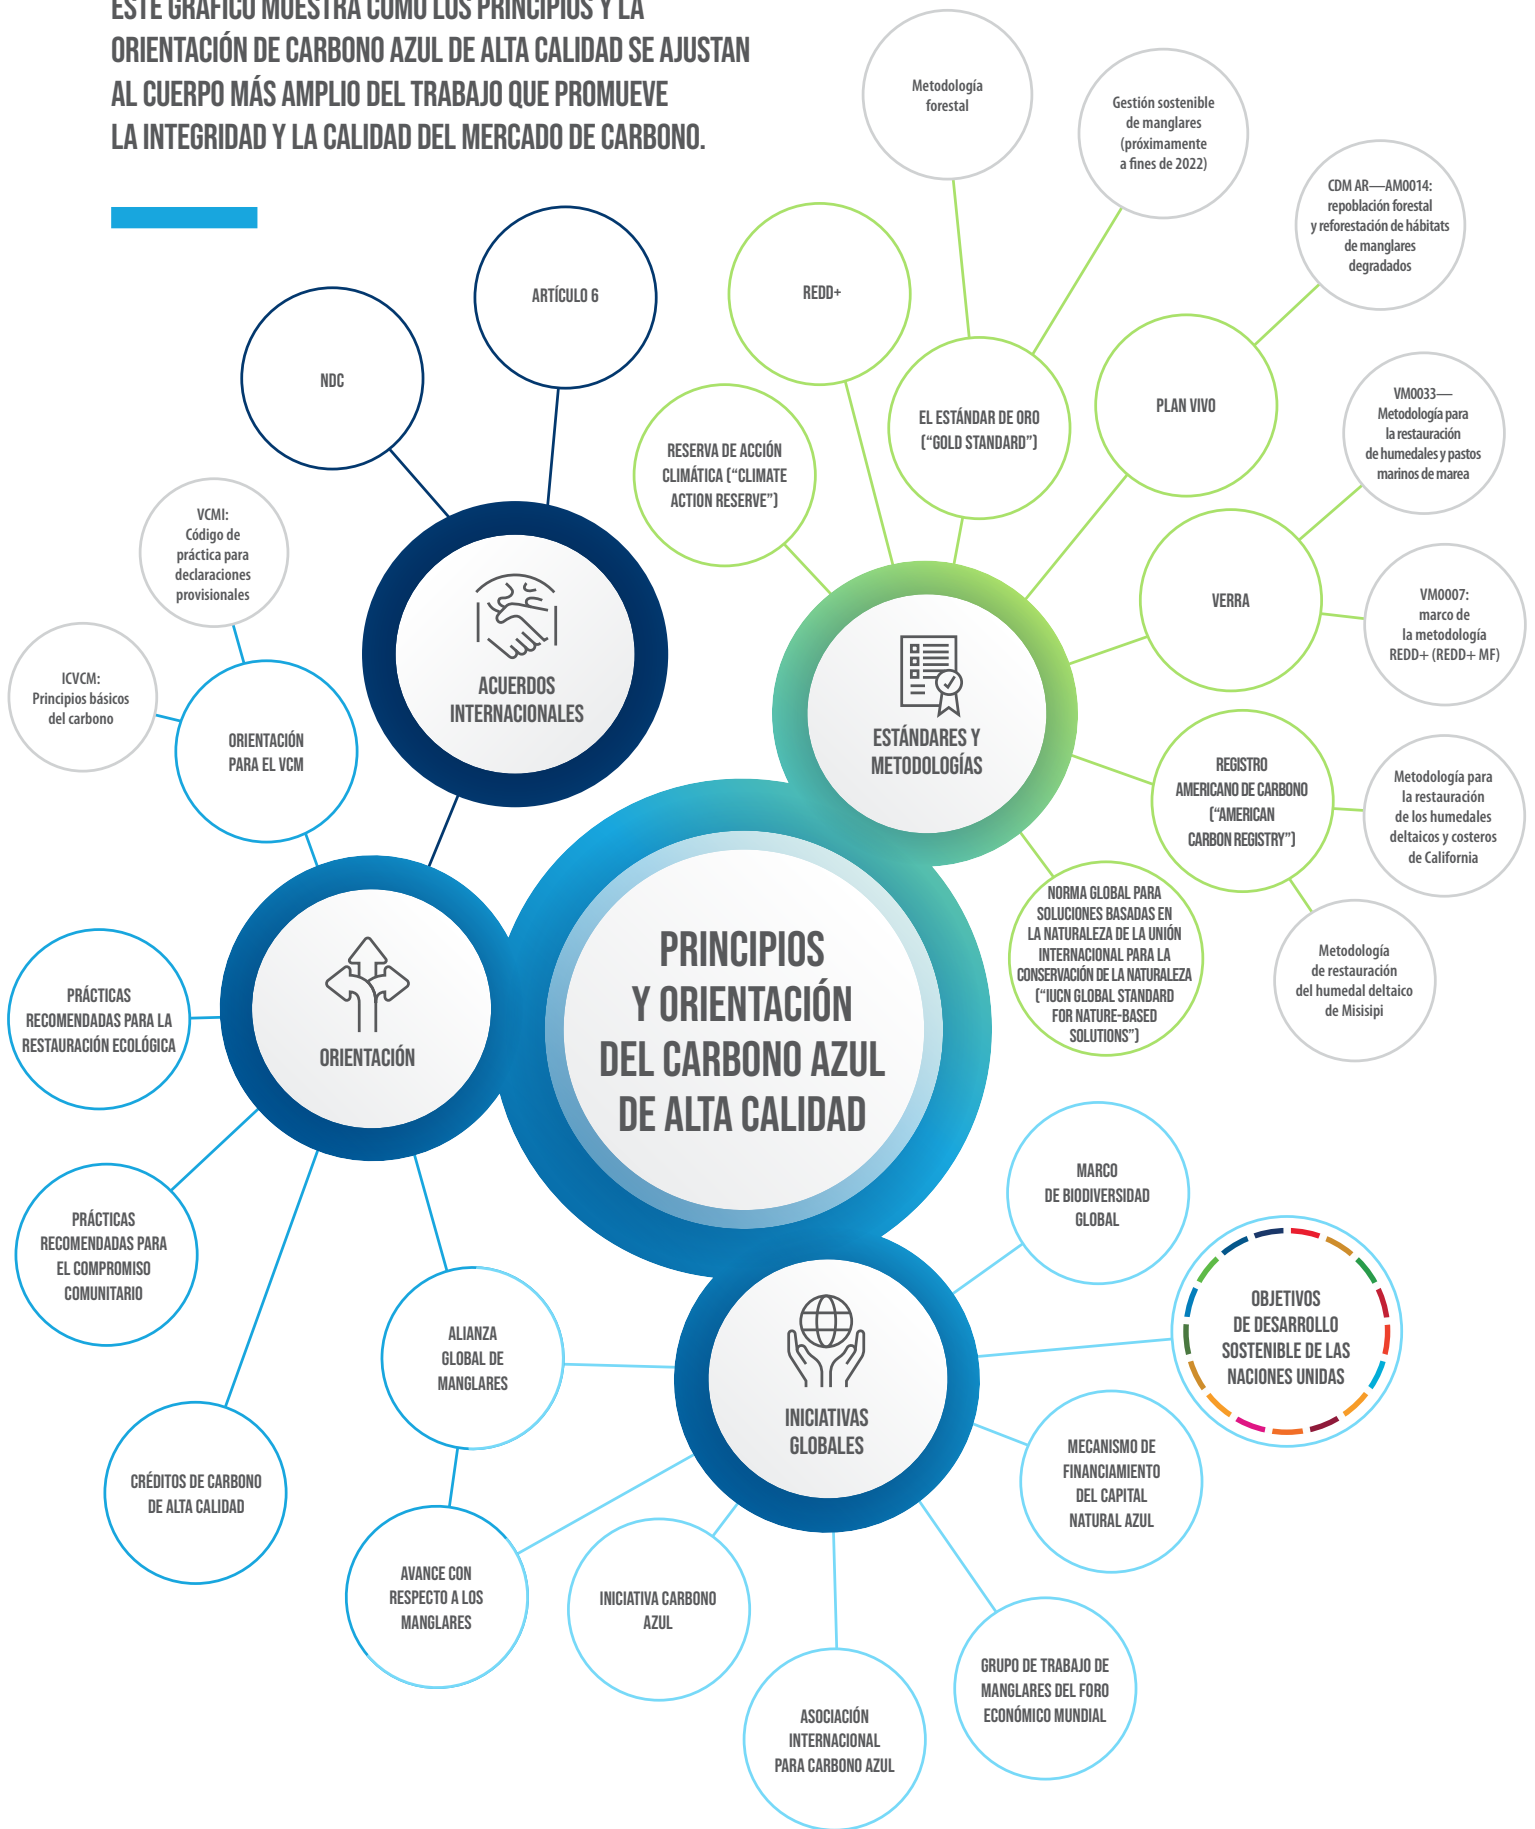 ESTE GRÁFICO MUESTRA CÓMO LOS PRINCIPIOS Y LA
ORIENTACIÓN DE CARBONO AZUL DE ALTA CALIDAD SE AJUSTAN
AL CUERPO MÁS AMPLIO DEL TRABAJO QUE PROMUEVE
LA INTEGRIDAD Y LA CALIDAD DEL MERCADO DE CARBONO.
Metodología
forestal
Gestión sostenible
de manglares
(próximamente
a fines de 2022)
CDM AR—AM0014:
repoblación forestal
y reforestación de hábitats
de manglares
degradados
ARTÍCULO 6
REDD+
NDC
EL ESTÁNDAR DE ORO
("GOLD STANDARD")
PLAN VIVO
VM0033—
Metodología para
la restauración
de humedales y pastos
marinos de marea
RESERVA DE ACCIÓN
CLIMÁTICA ("CLIMATE
ACTION RESERVE")
VCMI:
Código de
práctica para
declaraciones
provisionales
VERRA
VM0007:
marco de
la metodología
REDD+ (REDD+ MF)
ICVCM:
Principios básicos
del carbono
ACUERDOS
INTERNACIONALES
ORIENTACIÓN
PARA EL VCM
ESTÁNDARES Y
METODOLOGÍAS
REGISTRO
AMERICANO DE CARBONO
("AMERICAN
CARBON REGISTRY")
Metodología para
la restauración
de los humedales
deltaicos y costeros
de California
NORMA GLOBAL PARA
SOLUCIONES BASADAS EN
LA NATURALEZA DE LA UNIÓN
INTERNACIONAL PARA LA
CONSERVACIÓN DE LA NATURALEZA
("IUCN GLOBAL STANDARD
FOR NATURE-BASED
SOLUTIONS")
Metodología
de restauración
del humedal deltaico
de Misisipi
PRINCIPIOS
Y ORIENTACIÓN
DEL CARBONO AZUL
DE ALTA CALIDAD
PRÁCTICAS
RECOMENDADAS PARA LA
RESTAURACIÓN ECOLÓGICA
ORIENTACIÓN
PRÁCTICAS
RECOMENDADAS PARA
EL COMPROMISO
COMUNITARIO
MARCO
DE BIODIVERSIDAD
GLOBAL
OBJETIVOS
DE DESARROLLO
SOSTENIBLE DE LAS
NACIONES UNIDAS
ALIANZA
GLOBAL DE
MANGLARES
INICIATIVAS
GLOBALES
MECANISMO DE
FINANCIAMIENTO
DEL CAPITAL
NATURAL AZUL
CRÉDITOS DE CARBONO
DE ALTA CALIDAD
AVANCE CON
RESPECTO A LOS
MANGLARES
INICIATIVA CARBONO
AZUL
GRUPO DE TRABAJO DE
MANGLARES DEL FORO
ECONÓMICO MUNDIAL
ASOCIACIÓN
INTERNACIONAL
PARA CARBONO AZUL